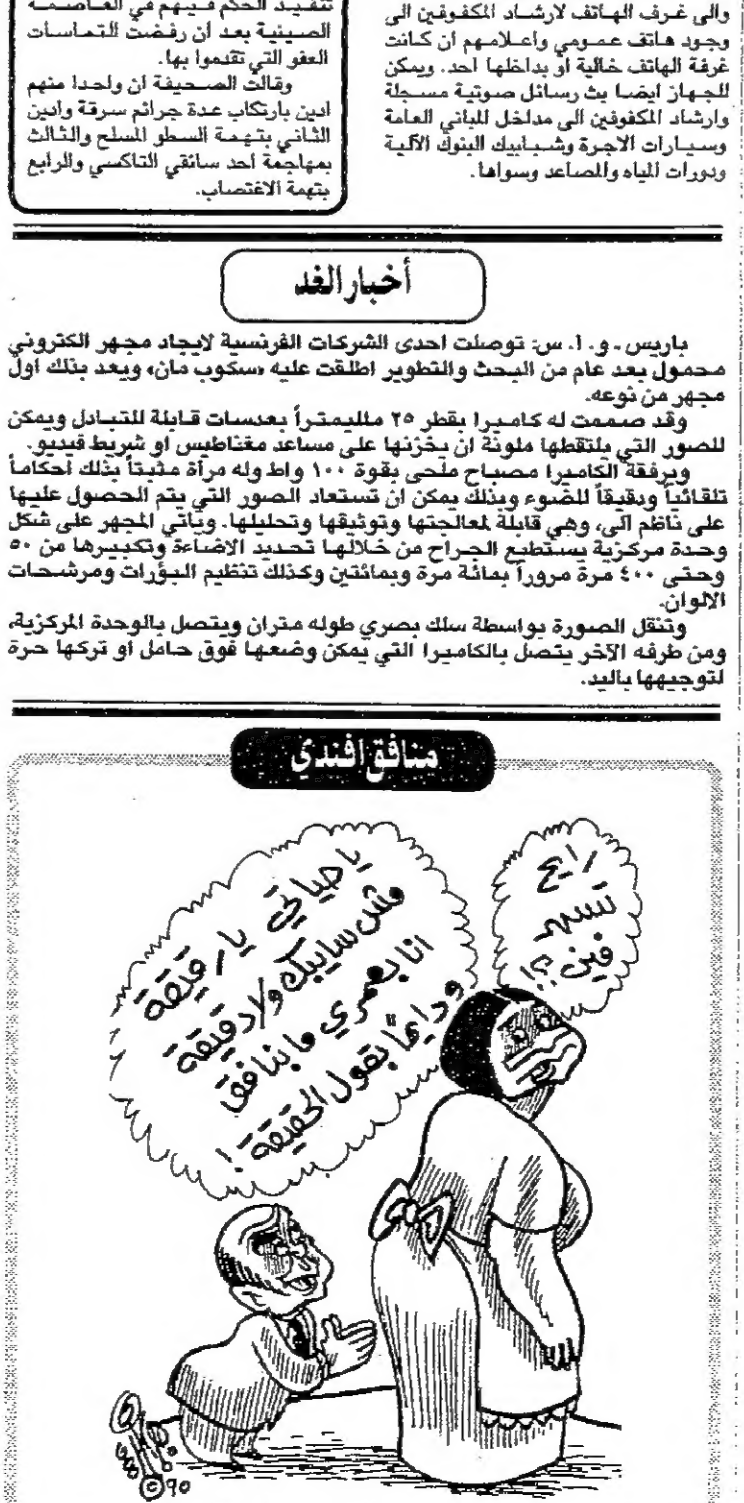 والى غرف الهاتف لارشاد المكفوفين الى
وجود هاتف عمومي واعلامهم ان كانت
غرفة الهاتف خالية او بداخلها احد. ويمكن
للجهاز ايضا بث رسائل صوتية مسجلة
وارشاد المكفوفين الى مداخل المباني العامة
وسيارات الاجرة وشبابيك البنوك الآلية
ودورات المياه والمصاعد وسواها.
تنفيذ الحكم فيهم في العاصمة
الصينية بعد ان رفضت التماسات
العفو التي تقدموا بها.
وقالت الصحيفة ان واحدا منهم
ادين بارتكاب عدة جرائم سرقة وادين
الثاني بتهمة السطو المسلح والثالث
بمهاجمة احد سائقي التاكسي والرابع
بتهمة الاغتصاب.
أخبار الغد
باريس ـ و. ا. س: توصلت احدى الشركات الفرنسية لايجاد مجهر الكتروني
محمول بعد عام من البحث والتطوير اطلقت عليه «سكوب مان» ويعد بذلك اول
مجهر من نوعه.
وقد صممت له كاميرا بقطر ٢٥ ملليمتراً بعدسات قابلة للتبادل ويمكن
للصور التي يلتقطها ملونة ان يخزنها على مساعد مغناطيس او شريط فيديو.
ويرفقة الكاميرا مصباح ملحى بقوة ١٠٠ واط وله مرآة مثبتاً بذلك احكاماً
تلقائياً ودقيقاً للضوء وبذلك يمكن ان تستعاد الصور التي يتم الحصول عليها
على ناظم آلى، وهي قابلة لمعالجتها وتوثيقها وتحليلها. وياتي المجهر على شكل
وحدة مركزية يستطيع الجراح من خلالها تحديد الاضاءة وتكبيرها من ٥٠
وحتى ٤٠٠ مرة مروراً بمائة مرة وبمائتين وكذلك تنظيم البؤرات ومرشحات
الالوان.
وتنقل الصورة بواسطة سلك بصري طوله متران ويتصل بالوحدة المركزية،
ومن طرفه الآخر يتصل بالكاميرا التي يمكن وضعها فوق حامل او تركها حرة
لتوجيهها باليد.
منافق افندي
رايح
تسهر
فين ؟!
يا حياتي يا رقيقة
مش سايبك ولا دقيقة
انا بعمري ما بنافق
ودايماً بقول الحقيقة !
©90